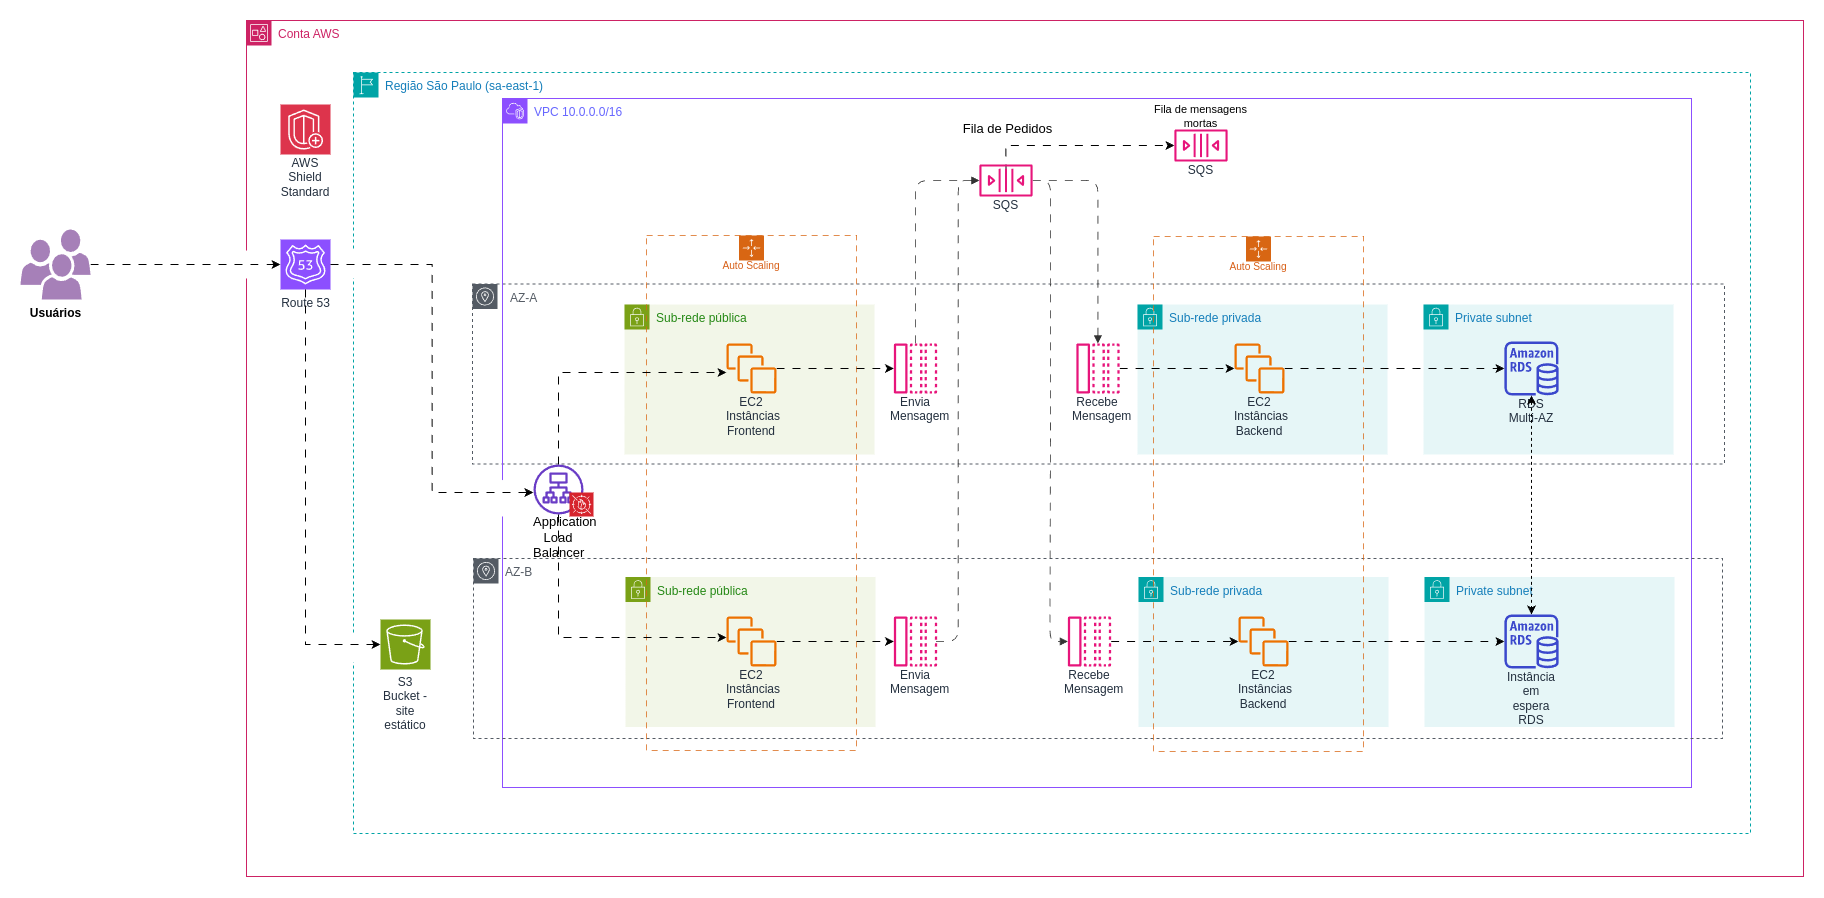 Conta AWS
Região São Paulo (sa-east-1)
VPC 10.0.0.0/16
Fila de mensagens
mortas
SQS
Fila de Pedidos
SQS
AWS
Shield
Standard
53
Route 53
Usuários
Auto Scaling
Auto Scaling
AZ-A
Sub-rede pública
EC2
Instâncias
Frontend
Envia
Mensagem
Recebe
Mensagem
Sub-rede privada
EC2
Instâncias
Backend
Private subnet
Amazon
RDS
RDS
Multi-AZ
Application
Load
Balancer
AZ-B
Sub-rede pública
EC2
Instâncias
Frontend
Envia
Mensagem
Recebe
Mensagem
Sub-rede privada
EC2
Instâncias
Backend
Private subnet
Amazon
RDS
Instância
em
espera
RDS
S3
Bucket -
site
estático